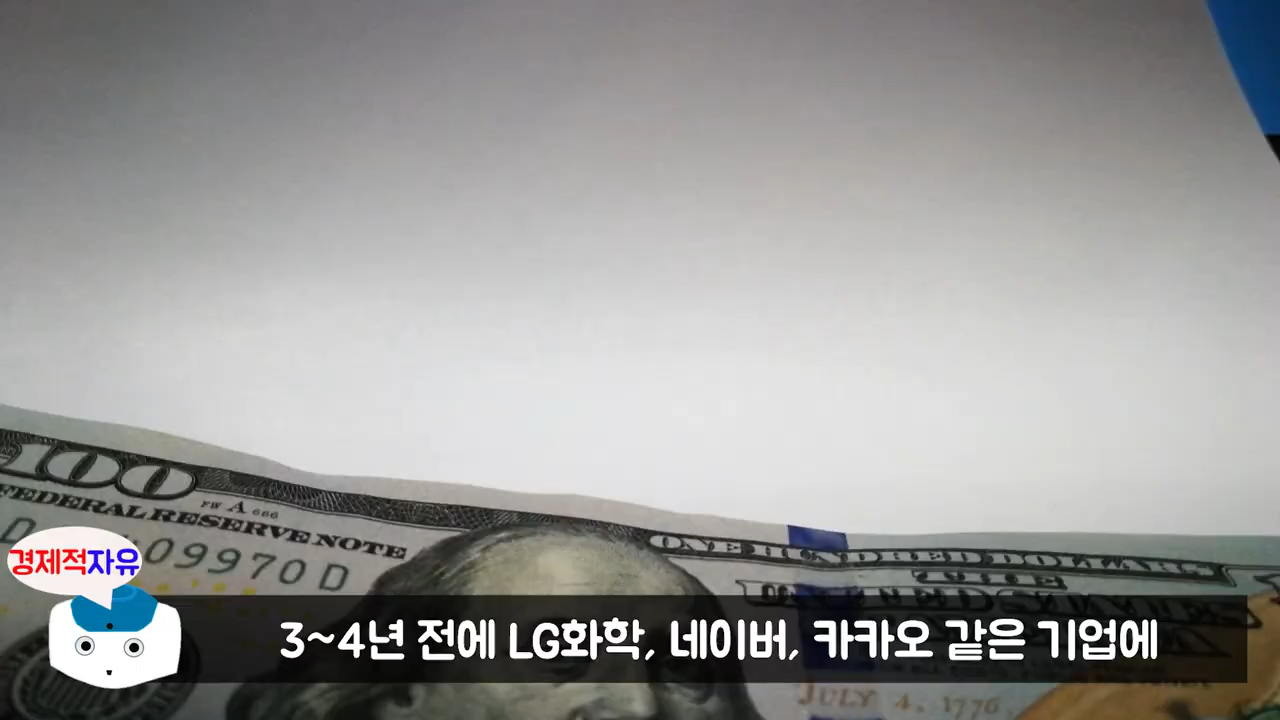 100
FW A 666
FEDERAL RESERVE NOTE
09970 D
ONE HUNDRED DOLLARS
경제적자유
3~4년 전에 LG화학, 네이버, 카카오 같은 기업에
JULY 4, 1776